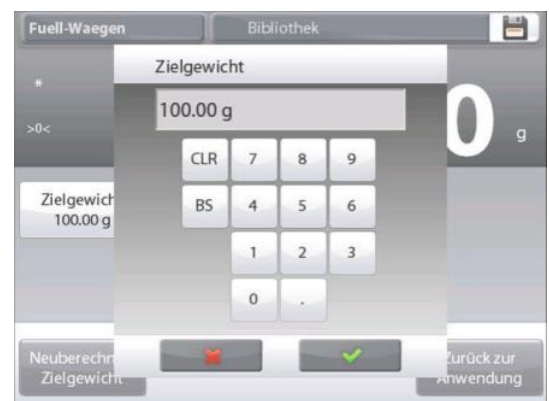 Fuell-Waegen
Bibliothek
Zielgewicht
100.00 g
*
>0<
0 g
CLR 7 8 9
BS 4 5 6
1 2 3
0 .
Zielgewich
100.00 g
Neuberechn
Zielgewicht
Zurück zur
Anwendung